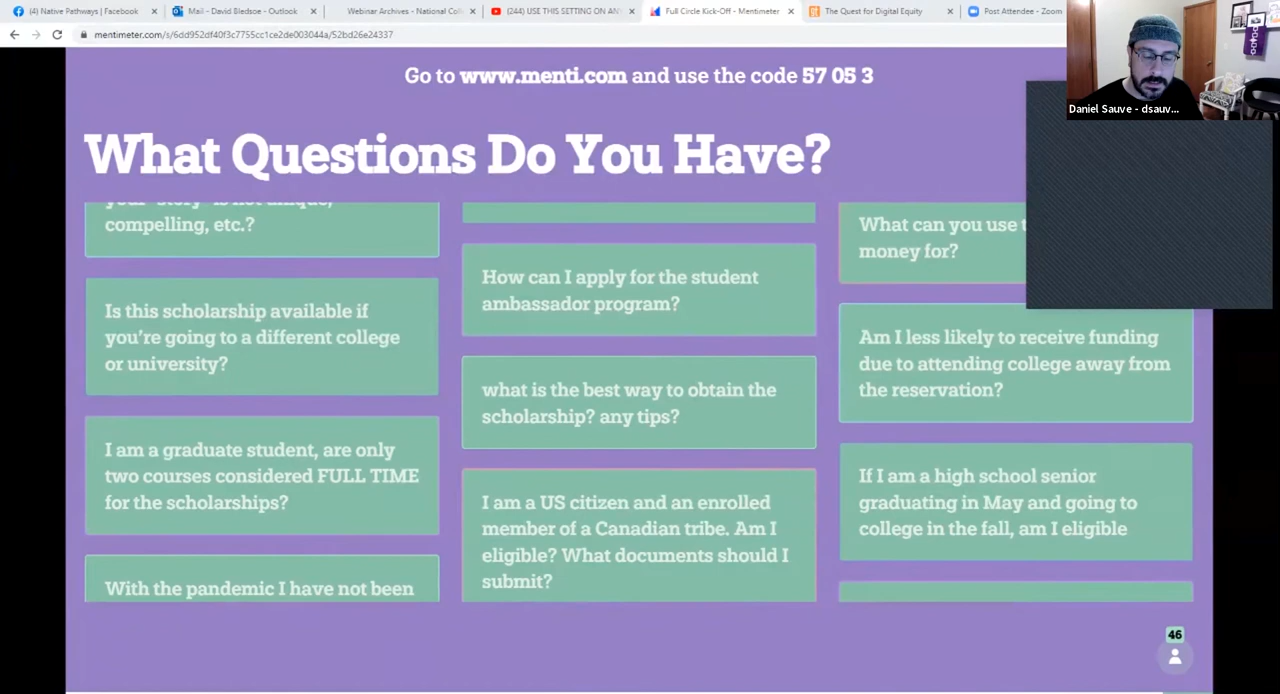 (4) Native Pathways | Facebook
Mail - David Bledsoe - Outlook
Webinar Archives - National Coll
(244) USE THIS SETTING ON ANY
Full Circle Kick-Off - Mentimeter
The Quest for Digital Equity
Post Attendee - Zoom
mentimeter.com/s/6dd952df40f3c7755cc1ce2de003044a/52bd26e24337
Daniel Sauve - dsauv...
Go to www.menti.com and use the code 57 05 3
What Questions Do You Have?
your "story" is not unique,
compelling, etc.?
Is this scholarship available if
you're going to a different college
or university?
I am a graduate student, are only
two courses considered FULL TIME
for the scholarships?
With the pandemic I have not been
How can I apply for the student
ambassador program?
what is the best way to obtain the
scholarship? any tips?
I am a US citizen and an enrolled
member of a Canadian tribe. Am I
eligible? What documents should I
submit?
What can you use
money for?
Am I less likely to receive funding
due to attending college away from
the reservation?
If I am a high school senior
graduating in May and going to
college in the fall, am I eligible
46